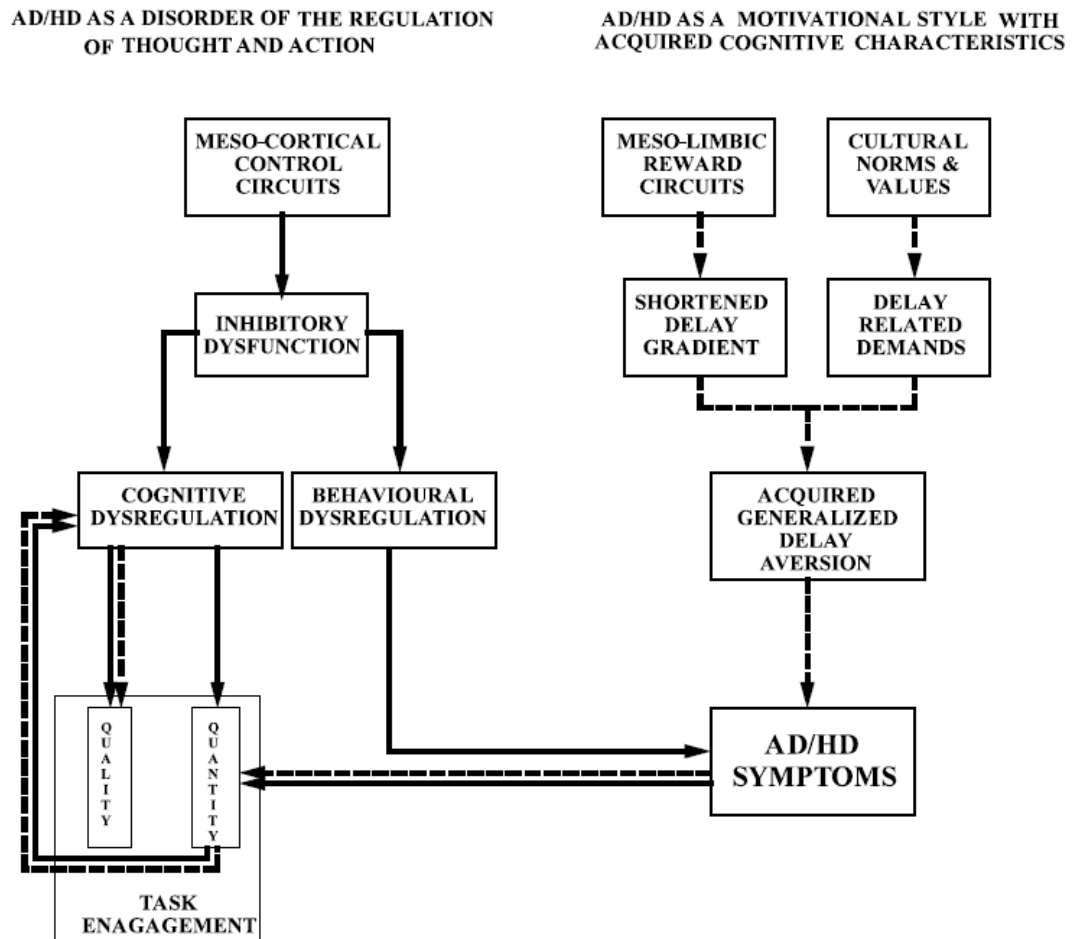 AD/HD AS A DISORDER OF THE REGULATION
OF THOUGHT AND ACTION
AD/HD AS A MOTIVATIONAL STYLE WITH
ACQUIRED COGNITIVE CHARACTERISTICS
MESO-CORTICAL
CONTROL
CIRCUITS
MESO-LIMBIC
REWARD
CIRCUITS
CULTURAL
NORMS &
VALUES
INHIBITORY
DYSFUNCTION
SHORTENED
DELAY
GRADIENT
DELAY
RELATED
DEMANDS
COGNITIVE
DYSREGULATION
BEHAVIOURAL
DYSREGULATION
ACQUIRED
GENERALIZED
DELAY
AVERSION
QUALITY
QUANTITY
AD/HD
SYMPTOMS
TASK
ENAGAGEMENT